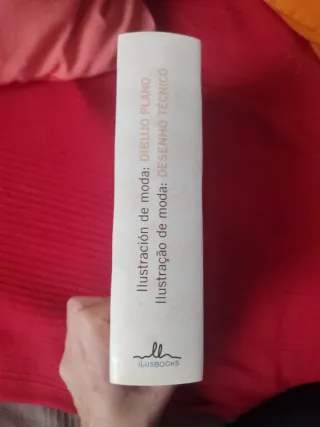 Ilustración de moda: DIBUJO PLANO
Ilustração de moda: DESENHO TÉCNICO
ILUSBOOKS